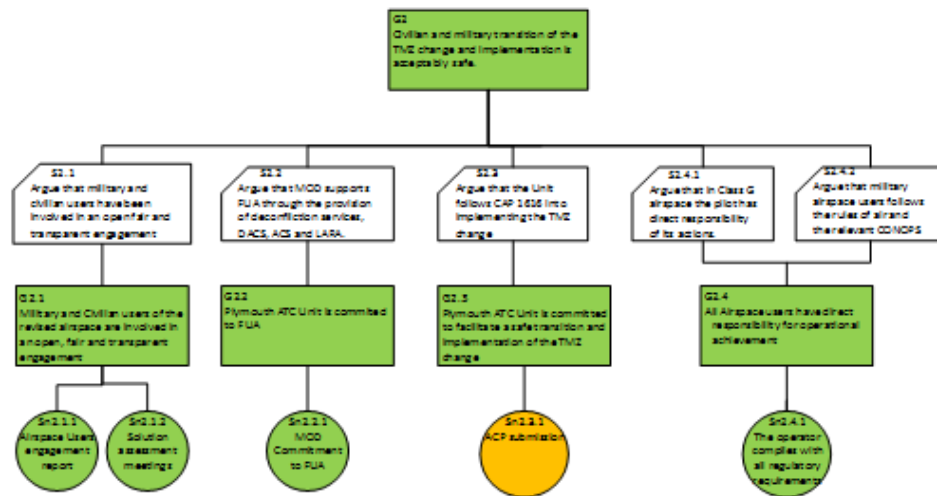 G2
Civilian and military transition of the
TMZ change and implementation is
acceptably safe.
S2.1
Argue that military and
civilian users have been
involved in an open fair and
transparent engagement
S2.2
Argue that MOD supports
FUA through the provision
of deconfliction services,
DACS, ACS and LARA.
S2.3
Argue that the Unit
follows CAP 1616 into
implementing the TMZ
change
S2.4.1
Argue that in Class G
airspace the pilot has
direct responsibility
of its actions.
S2.4.2
Argue that military
airspace users follows
the rules of air and
the relevant CONOPS
G2.1
Military and Civilian users of the
revised airspace are involved in
an open, fair and transparent
engagement
G2.2
Plymouth ATC Unit is commited
to FUA
G2.3
Plymouth ATC Unit is committed
to facilitate a safe transition and
implementation of the TMZ
change
G2.4
All Airspace users have direct
responsibility for operational
achievement
Sn2.1.1
Airspace Users
engagement
report
Sn2.1.2
Solution
assessment
meetings
Sn2.2.1
MOD
Commitment
to FUA
Sn2.3.1
ACP submission
Sn2.4.1
The operator
complies with
all regulatory
requirements